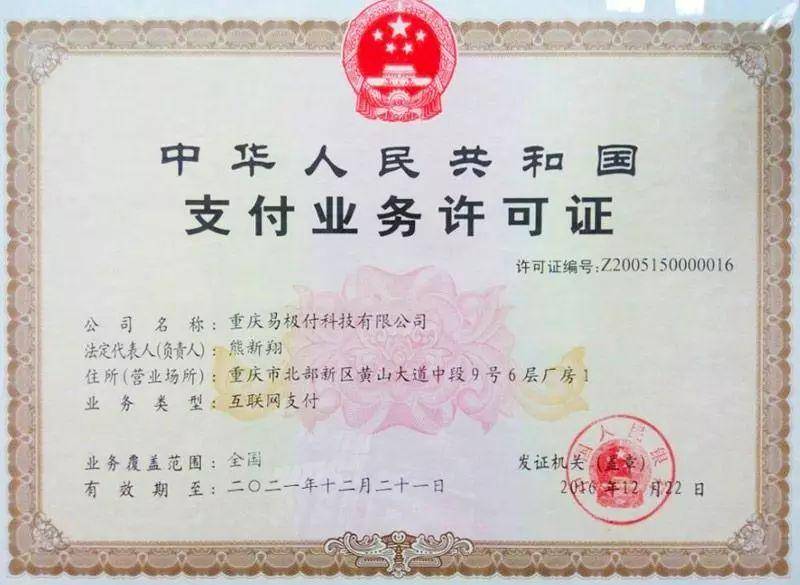 中华人民共和国
支付业务许可证
许可证编号:Z2005150000016
公司名称:重庆易极付科技有限公司
法定代表人(负责人):熊新翔
住所(营业场所):重庆市北部新区黄山大道中段9号6层厂房1
业务类型:互联网支付
业务覆盖范围:全国
有效期至:二〇二一年十二月二十一日
发证机关(盖章)
2016年12月22日